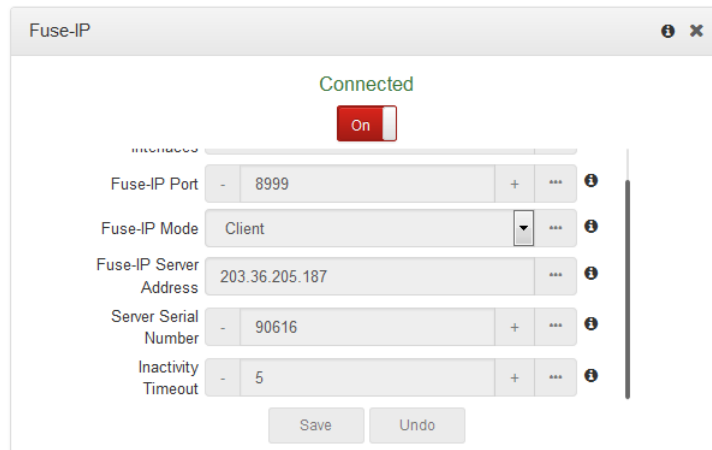 Fuse-IP
Connected
On
Interfaces
Fuse-IP Port - 8999 + ...
Fuse-IP Mode Client ...
Fuse-IP Server
Address 203.36.205.187 ...
Server Serial
Number - 90616 + ...
Inactivity
Timeout - 5 + ...
Save Undo